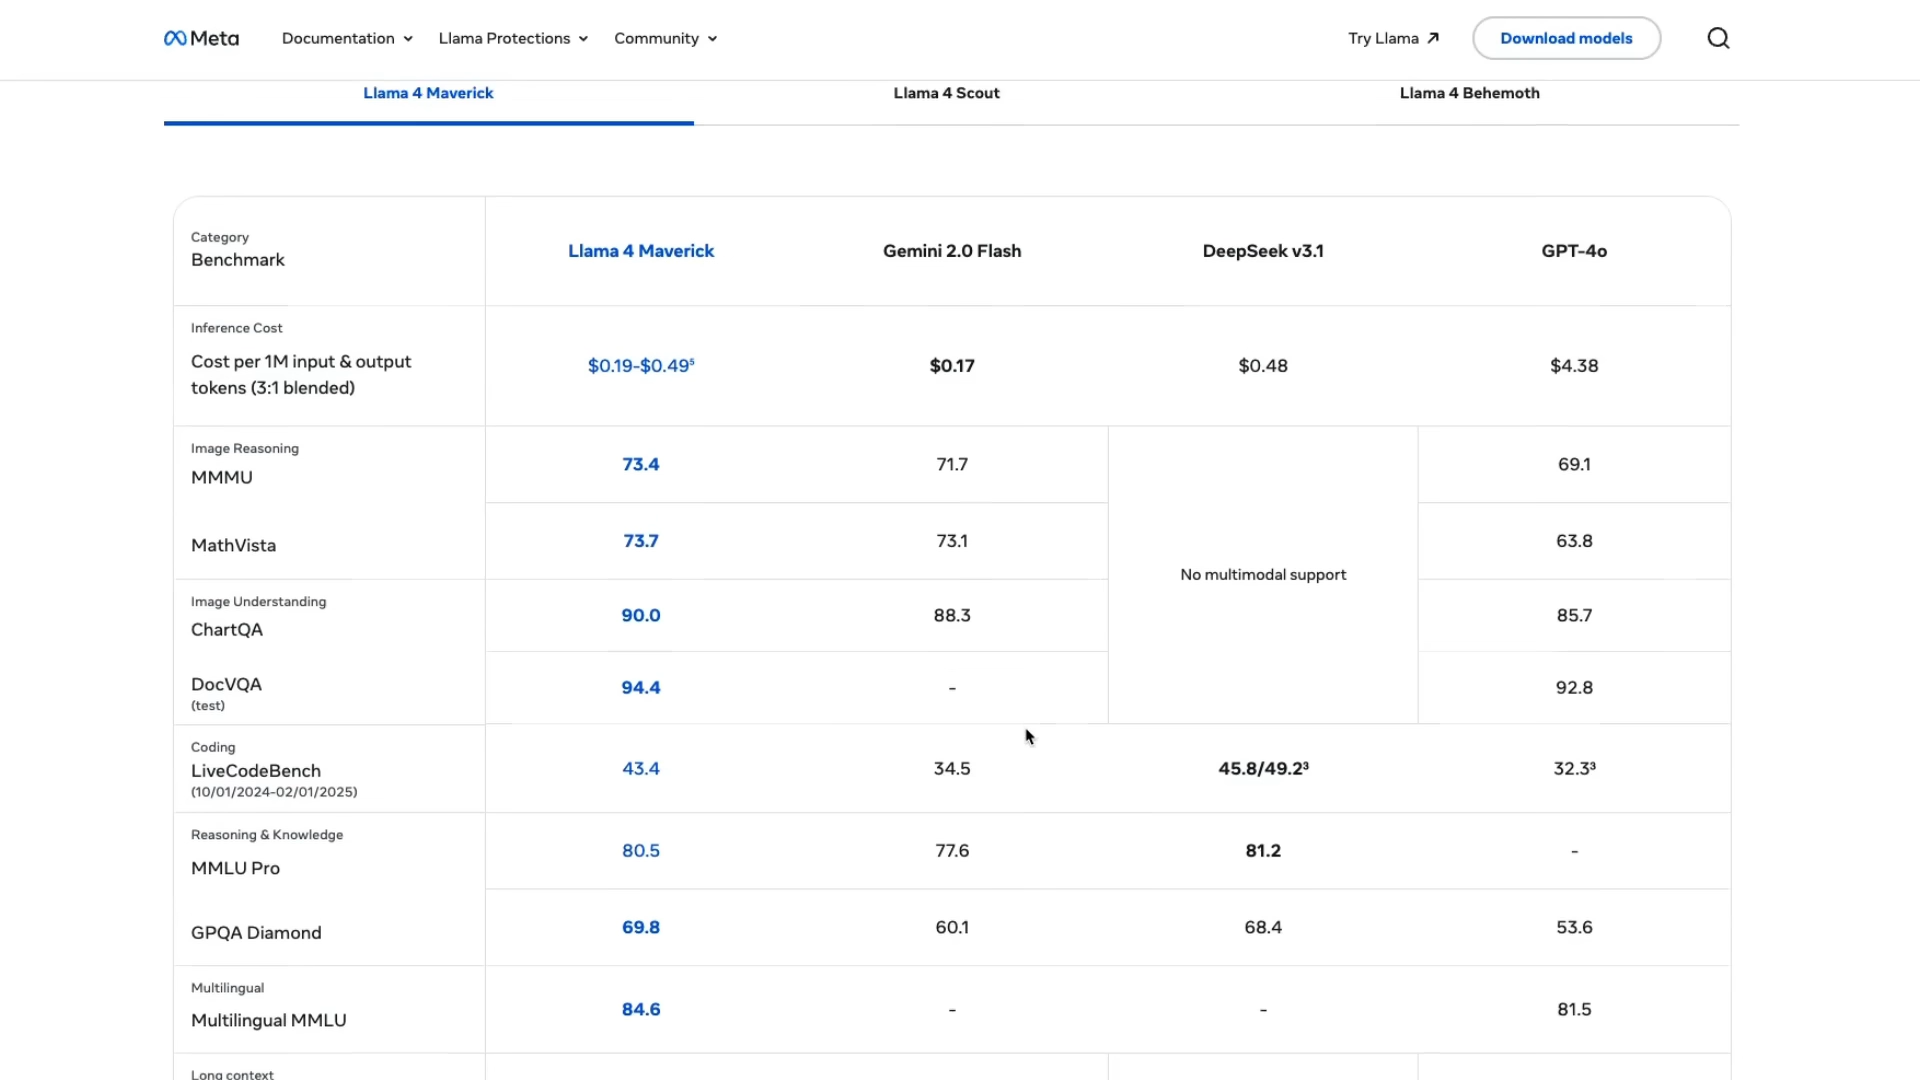 Meta Documentation Llama Protections Community Try Llama Download models
Llama 4 Maverick Llama 4 Scout Llama 4 Behemoth
Category
Benchmark
Llama 4 Maverick Gemini 2.0 Flash DeepSeek v3.1 GPT-4o
Inference Cost
Cost per 1M input & output
tokens (3:1 blended)
$0.19-$0.49⁵ $0.17 $0.48 $4.38
Image Reasoning
MMMU
73.4 71.7 69.1
MathVista
73.7 73.1 63.8
No multimodal support
Image Understanding
ChartQA
90.0 88.3 85.7
DocVQA
(test)
94.4 - 92.8
Coding
LiveCodeBench
(10/01/2024-02/01/2025)
43.4 34.5 45.8/49.2³ 32.3³
Reasoning & Knowledge
MMLU Pro
80.5 77.6 81.2 -
GPQA Diamond
69.8 60.1 68.4 53.6
Multilingual
Multilingual MMLU
84.6 - - 81.5
Long context